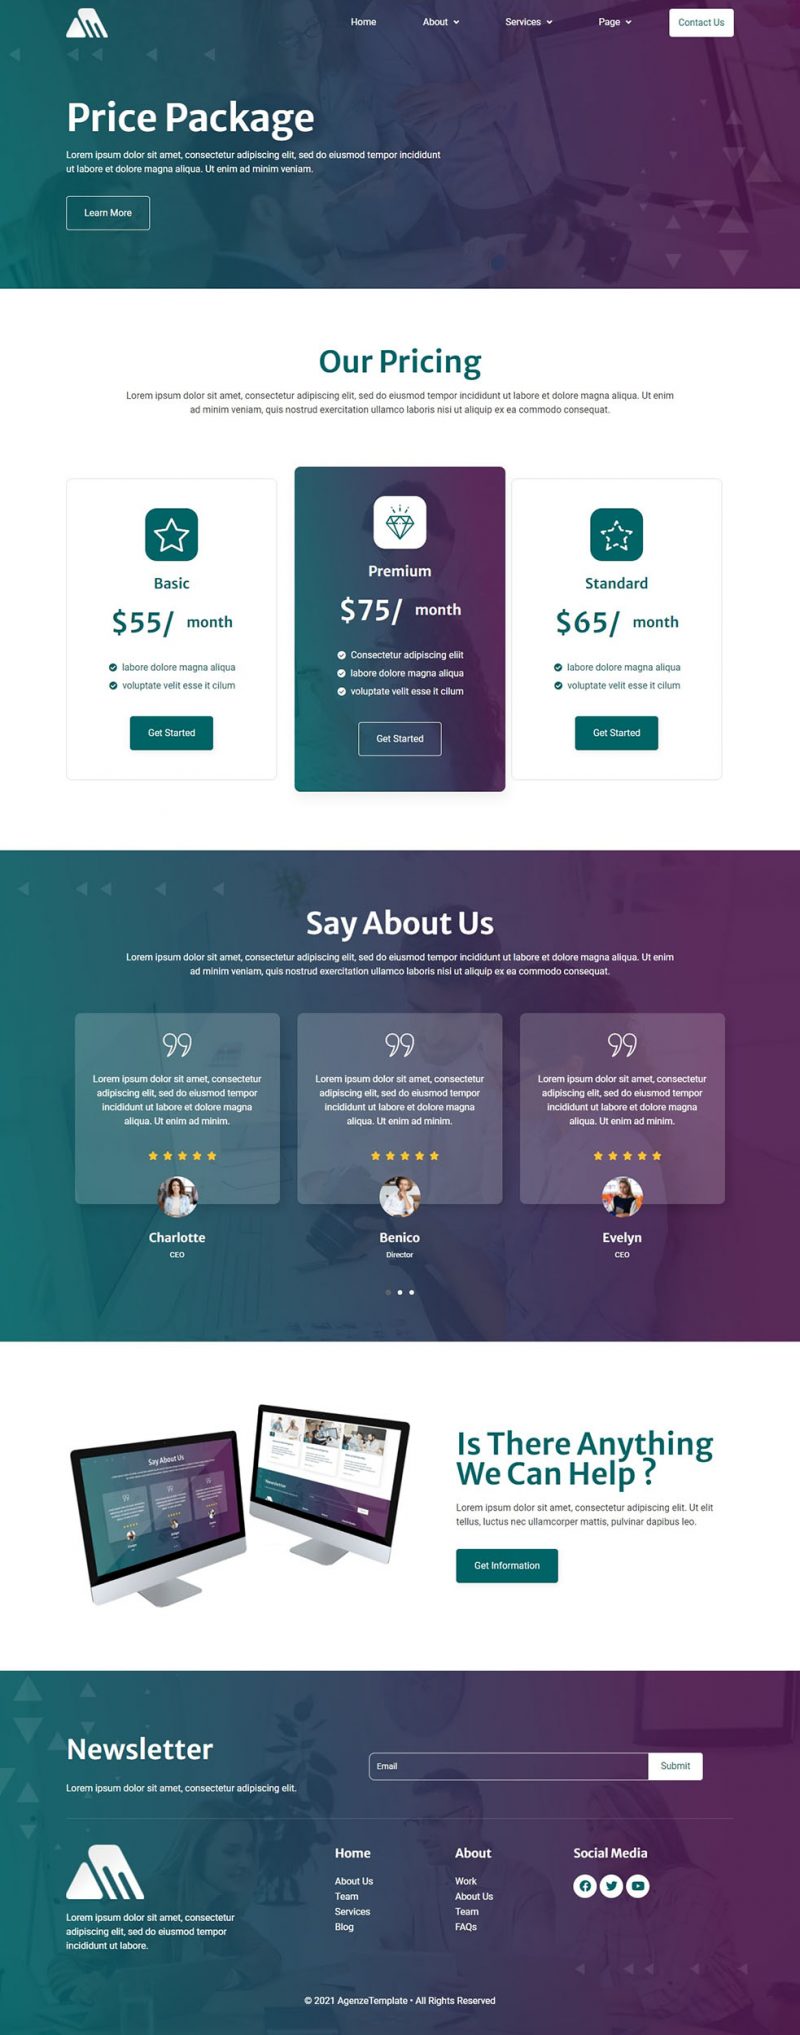 Home
About
Services
Page
Contact Us
Price Package
Lorem ipsum dolor sit amet, consectetur adipiscing elit, sed do eiusmod tempor incididunt
ut labore et dolore magna aliqua. Ut enim ad minim veniam.
Learn More
Our Pricing
Lorem ipsum dolor sit amet, consectetur adipiscing elit, sed do eiusmod tempor incididunt ut labore et dolore magna aliqua. Ut enim
ad minim veniam, quis nostrud exercitation ullamco laboris nisi ut aliquip ex ea commodo consequat.
Basic
$55/ month
labore dolore magna aliqua
voluptate velit esse it cilum
Get Started
Premium
$75/ month
Consectetur adipiscing eliit
labore dolore magna aliqua
voluptate velit esse it cilum
Get Started
Standard
$65/ month
labore dolore magna aliqua
voluptate velit esse it cilum
Get Started
Say About Us
Lorem ipsum dolor sit amet, consectetur adipiscing elit, sed do eiusmod tempor incididunt ut labore et dolore magna aliqua. Ut enim
ad minim veniam, quis nostrud exercitation ullamco laboris nisi ut aliquip ex ea commodo consequat.
Lorem ipsum dolor sit amet, consectetur
adipiscing elit, sed do eiusmod tempor
incididunt ut labore et dolore magna
aliqua. Ut enim ad minim.
Charlotte
CEO
Lorem ipsum dolor sit amet, consectetur
adipiscing elit, sed do eiusmod tempor
incididunt ut labore et dolore magna
aliqua. Ut enim ad minim.
Benico
Director
Lorem ipsum dolor sit amet, consectetur
adipiscing elit, sed do eiusmod tempor
incididunt ut labore et dolore magna
aliqua. Ut enim ad minim.
Evelyn
CEO
Say About Us
Newsletter
Is There Anything
We Can Help ?
Lorem ipsum dolor sit amet, consectetur adipiscing elit. Ut elit
tellus, luctus nec ullamcorper mattis, pulvinar dapibus leo.
Get Information
Newsletter
Lorem ipsum dolor sit amet, consectetur adipiscing elit.
Email
Submit
Lorem ipsum dolor sit amet, consectetur
adipiscing elit, sed do eiusmod tempor
incididunt ut labore.
Home
About Us
Team
Services
Blog
About
Work
About Us
Team
FAQs
Social Media
© 2021 AgenzeTemplate • All Rights Reserved